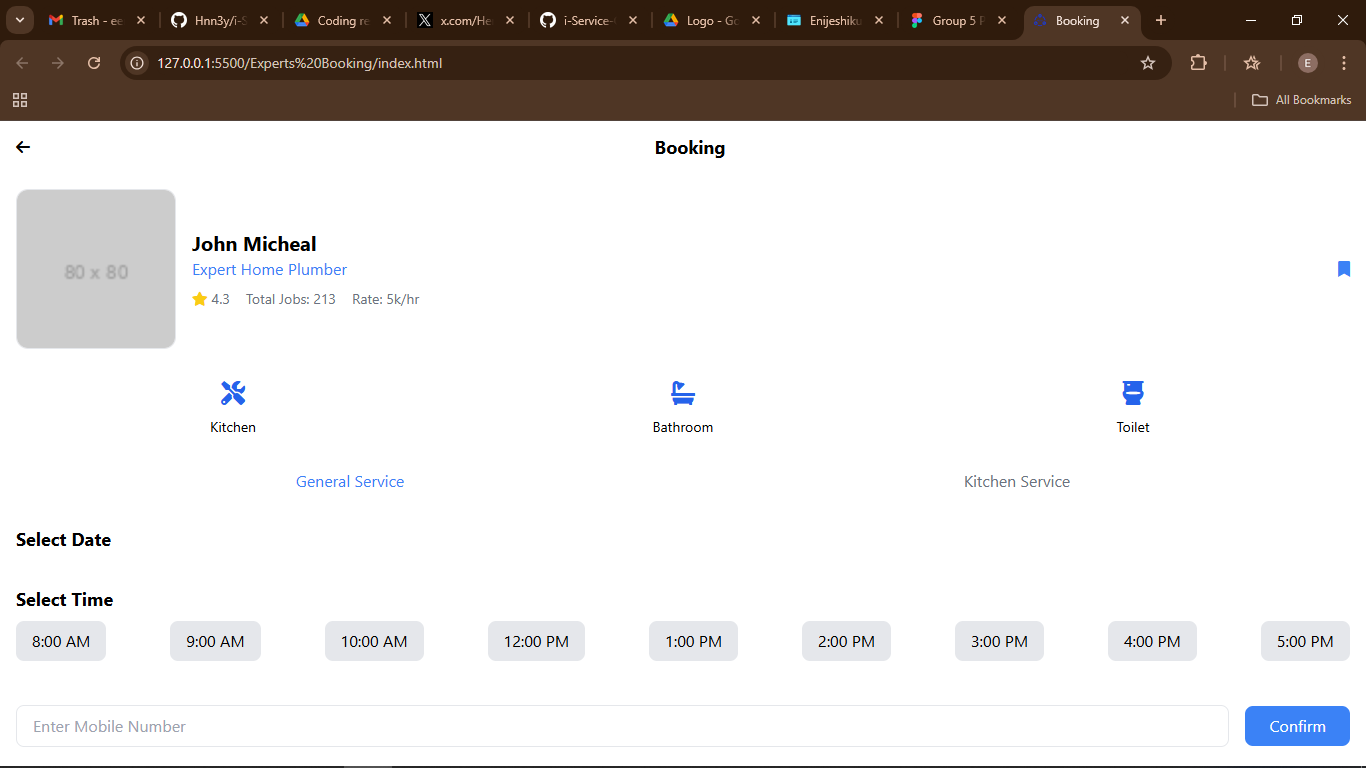 Trash - ee
Hnn3y/i-S
Coding re
x.com/He
i-Service-
Logo - Go
Enijeshiku
Group 5 P
Booking
127.0.0.1:5500/Experts%20Booking/index.html
E
All Bookmarks
Booking
80 x 80
John Micheal
Expert Home Plumber
4.3 Total Jobs: 213 Rate: 5k/hr
Kitchen Bathroom Toilet
General Service Kitchen Service
Select Date
Select Time
8:00 AM 9:00 AM 10:00 AM 12:00 PM 1:00 PM 2:00 PM 3:00 PM 4:00 PM 5:00 PM
Enter Mobile Number Confirm